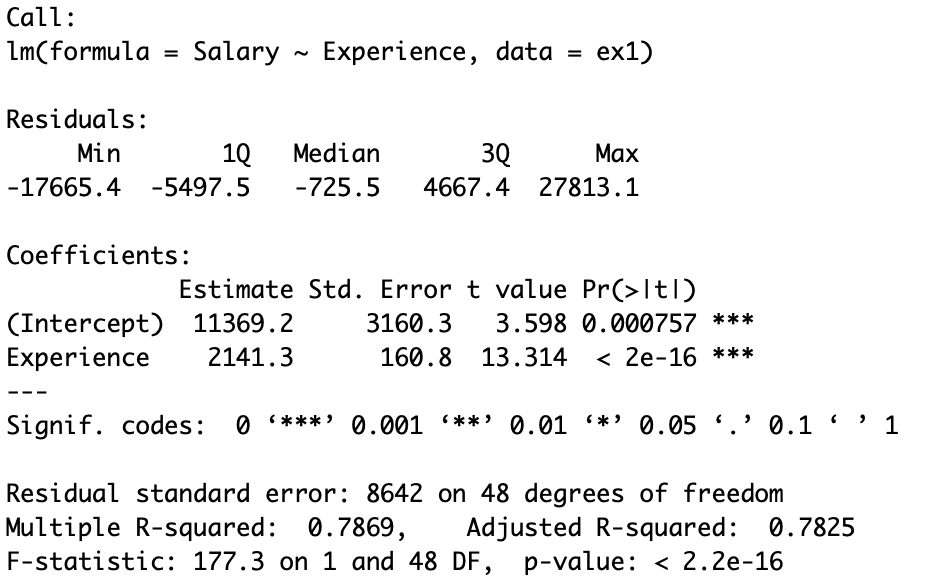 Call:
lm(formula = Salary ~ Experience, data = ex1)
Residuals:
Min 1Q Median 3Q Max
-17665.4 -5497.5 -725.5 4667.4 27813.1
Coefficients:
Estimate Std. Error t value Pr(>|t|)
(Intercept) 11369.2 3160.3 3.598 0.000757 ***
Experience 2141.3 160.8 13.314 < 2e-16 ***
---
Signif. codes: 0 ‘***’ 0.001 ‘**’ 0.01 ‘*’ 0.05 ‘.’ 0.1 ‘ ’ 1
Residual standard error: 8642 on 48 degrees of freedom
Multiple R-squared: 0.7869, Adjusted R-squared: 0.7825
F-statistic: 177.3 on 1 and 48 DF, p-value: < 2.2e-16